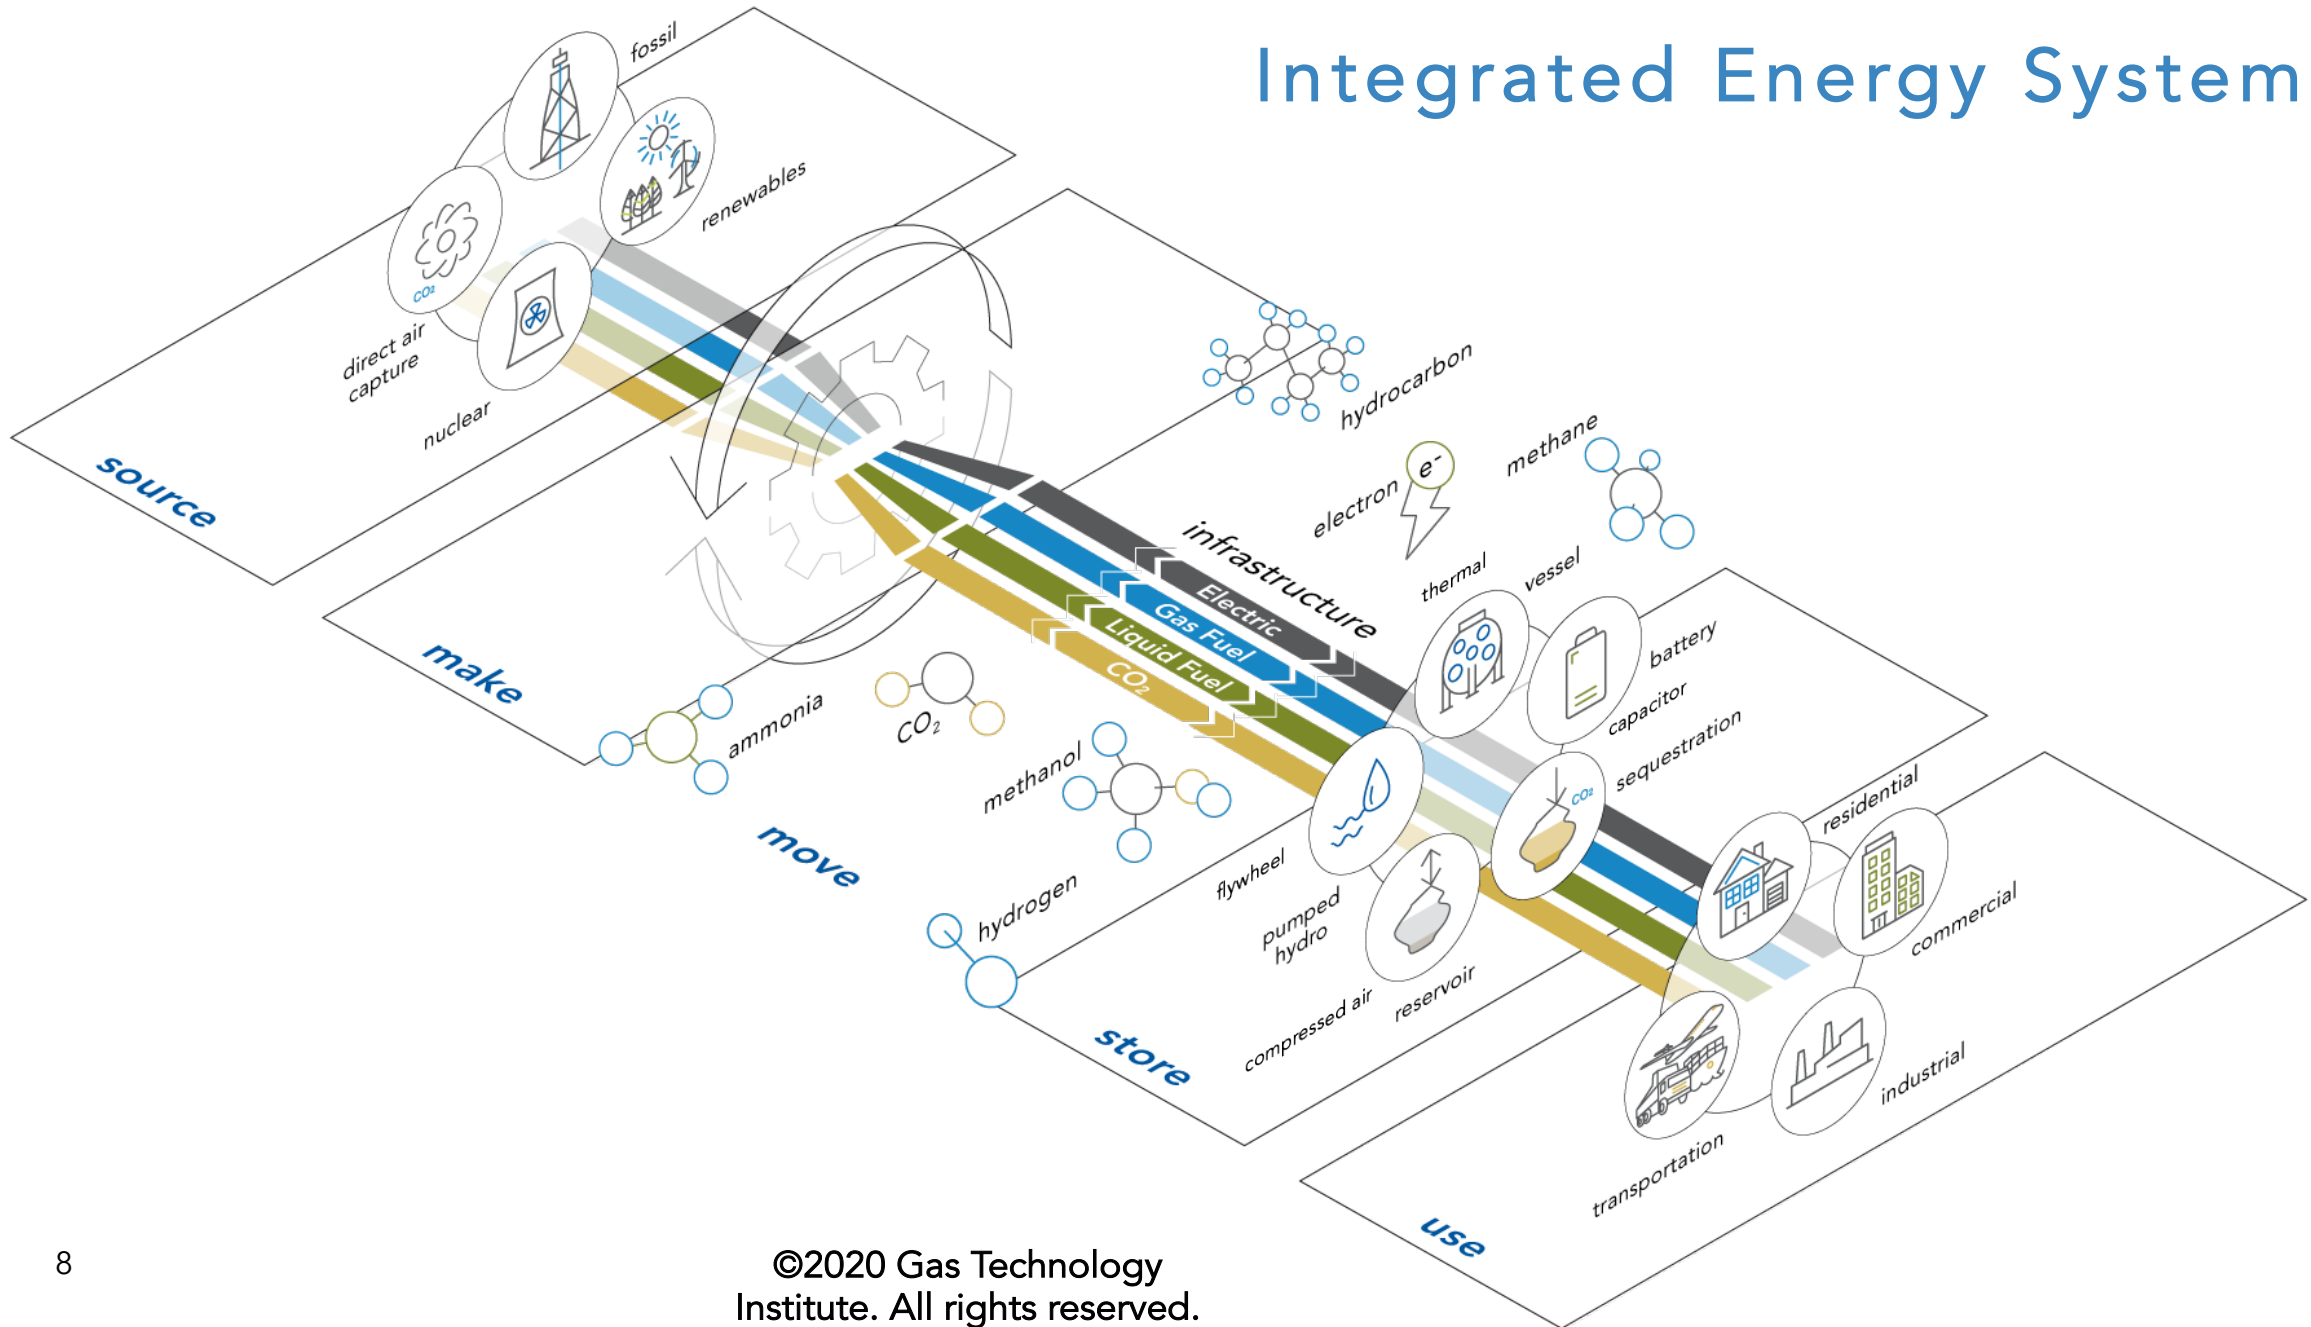 Integrated Energy System
fossil
renewables
CO₂
direct air
capture
nuclear
source
make
hydrocarbon
methane
electron
e-
infrastructure
Electric
Gas Fuel
Liquid Fuel
CO₂
ammonia
CO₂
methanol
hydrogen
move
thermal
vessel
battery
capacitor
sequestration
CO₂
flywheel
pumped
hydro
compressed air
reservoir
store
residential
commercial
industrial
transportation
use
8
©2020 Gas Technology
Institute. All rights reserved.